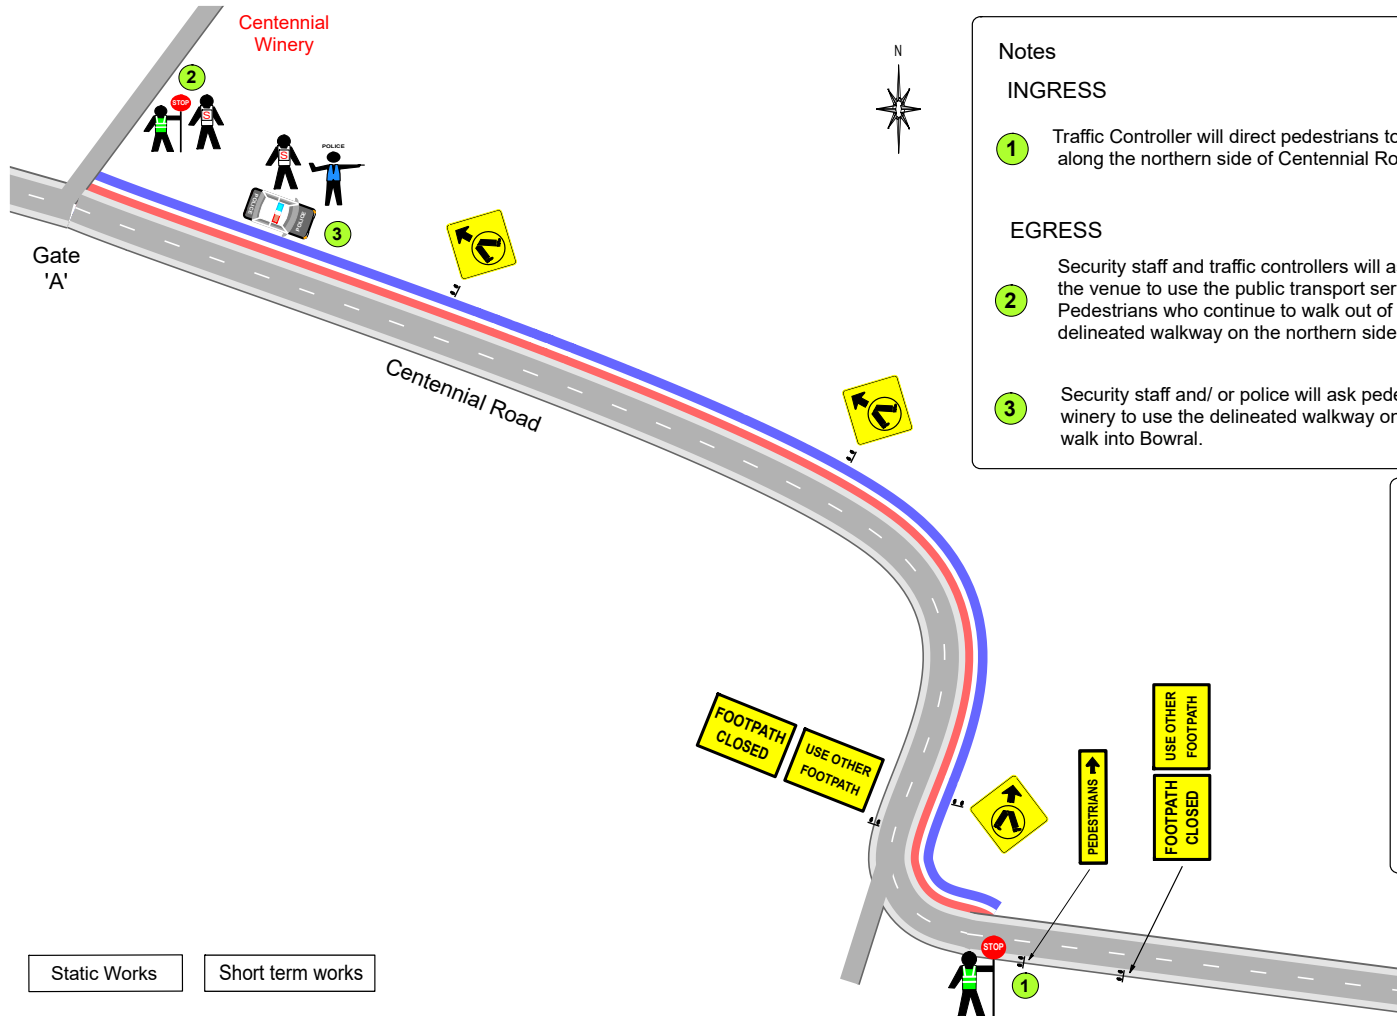 Centennial
Winery
N
Notes
INGRESS
1
Traffic Controller will direct pedestrians to
along the northern side of Centennial Ro
EGRESS
2
Security staff and traffic controllers will a
the venue to use the public transport ser
Pedestrians who continue to walk out of
delineated walkway on the northern side
3
Security staff and/ or police will ask pede
winery to use the delineated walkway on
walk into Bowral.
2
STOP
S
S
POLICE
POLICE
POLICE
3
Gate
'A'
Centennial Road
FOOTPATH
CLOSED
USE OTHER
FOOTPATH
PEDESTRIANS
USE OTHER
FOOTPATH
FOOTPATH
CLOSED
STOP
1
Static Works
Short term works